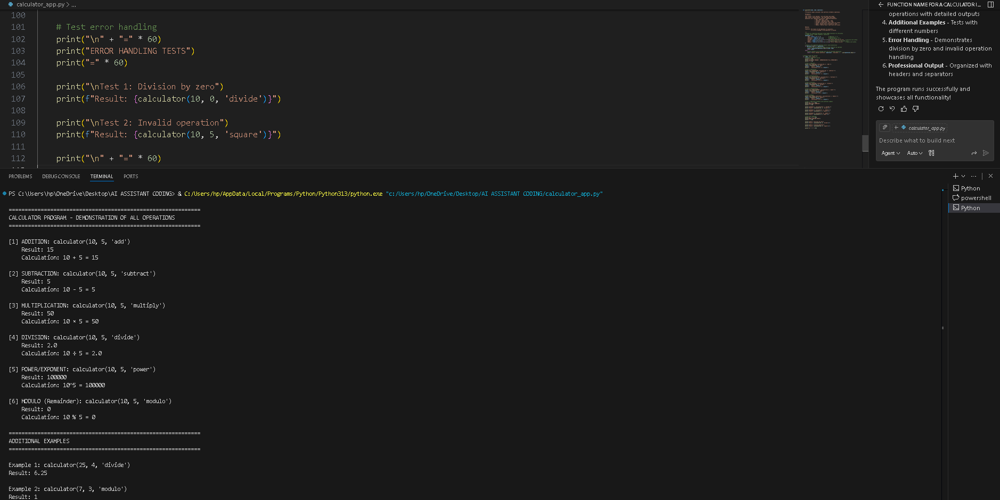 calculator_app.py > ...
100
101 # Test error handling
102 print("\n" + "=" * 60)
103 print("ERROR HANDLING TESTS")
104 print("=" * 60)
105
106 print("\nTest 1: Division by zero")
107 print(f"Result: {calculator(10, 0, 'divide')}")
108
109 print("\nTest 2: Invalid operation")
110 print(f"Result: {calculator(10, 5, 'square')}")
111
112 print("\n" + "=" * 60)
FUNCTION NAME FOR A CALCULATOR I...
operations with detailed outputs
4. Additional Examples - Tests with
different numbers
5. Error Handling - Demonstrates
division by zero and invalid operation
handling
6. Professional Output - Organized with
headers and separators
The program runs successfully and
showcases all functionality!
+ calculator_app.py
Describe what to build next
Agent Auto
PROBLEMS DEBUG CONSOLE TERMINAL PORTS
PS C:\Users\hp\OneDrive\Desktop\AI ASSISTANT CODING> & C:/Users/hp/AppData/Local/Programs/Python/Python313/python.exe "c:/Users/hp/OneDrive/Desktop/AI ASSISTANT CODING/calculator_app.py"
============================================================
CALCULATOR PROGRAM - DEMONSTRATION OF ALL OPERATIONS
============================================================
[1] ADDITION: calculator(10, 5, 'add')
Result: 15
Calculation: 10 + 5 = 15
[2] SUBTRACTION: calculator(10, 5, 'subtract')
Result: 5
Calculation: 10 - 5 = 5
[3] MULTIPLICATION: calculator(10, 5, 'multiply')
Result: 50
Calculation: 10 × 5 = 50
[4] DIVISION: calculator(10, 5, 'divide')
Result: 2.0
Calculation: 10 ÷ 5 = 2.0
[5] POWER/EXPONENT: calculator(10, 5, 'power')
Result: 100000
Calculation: 10^5 = 100000
[6] MODULO (Remainder): calculator(10, 5, 'modulo')
Result: 0
Calculation: 10 % 5 = 0
============================================================
ADDITIONAL EXAMPLES
============================================================
Example 1: calculator(25, 4, 'divide')
Result: 6.25
Example 2: calculator(7, 3, 'modulo')
Result: 1
Python
powershell
Python